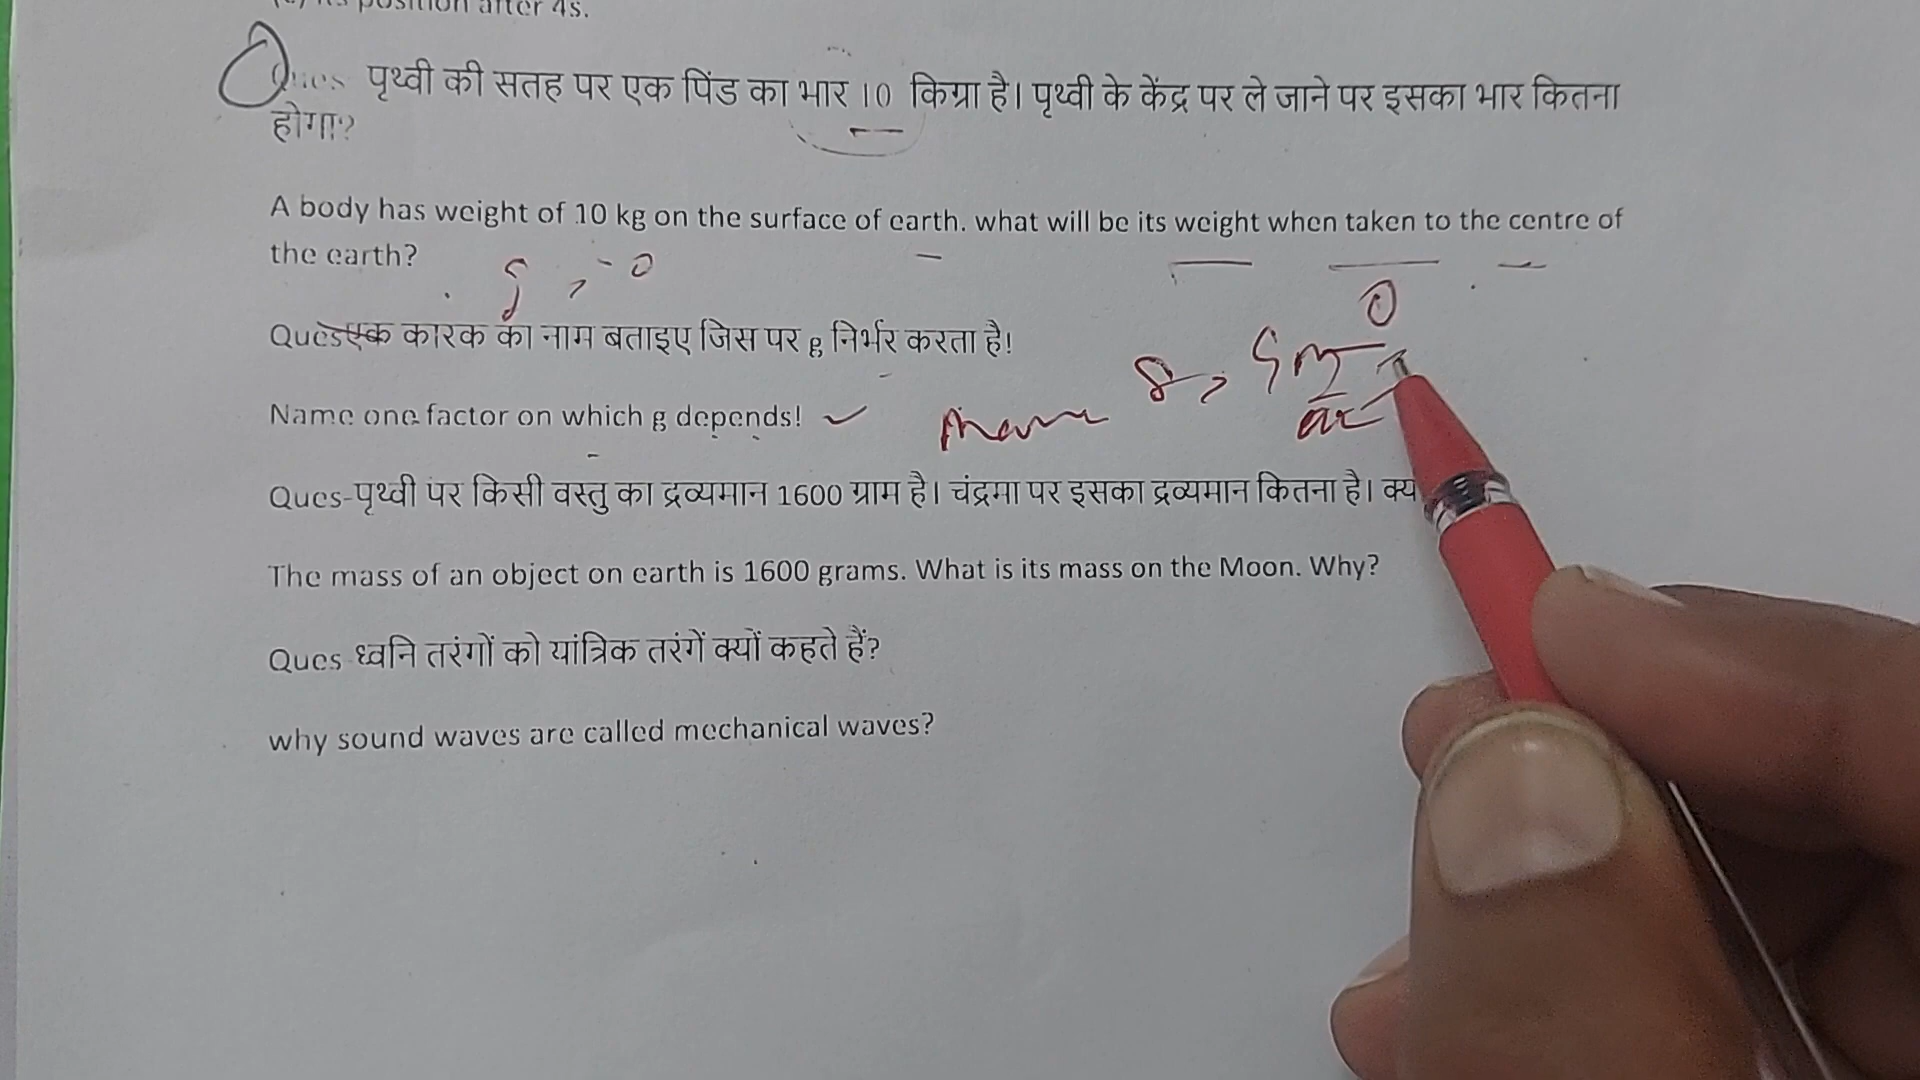 position after 4s.
Ques पृथ्वी की सतह पर एक पिंड का भार 10 किग्रा है। पृथ्वी के केंद्र पर ले जाने पर इसका भार कितना
होगा?
A body has weight of 10 kg on the surface of earth. what will be its weight when taken to the centre of
the earth?
Ques एक कारक का नाम बताइए जिस पर g निर्भर करता है!
Name one factor on which g depends!
Ques-पृथ्वी पर किसी वस्तु का द्रव्यमान 1600 ग्राम है। चंद्रमा पर इसका द्रव्यमान कितना है।
The mass of an object on earth is 1600 grams. What is its mass on the Moon. Why?
Ques ध्वनि तरंगों को यांत्रिक तरंगें क्यों कहते हैं?
why sound waves are called mechanical waves?